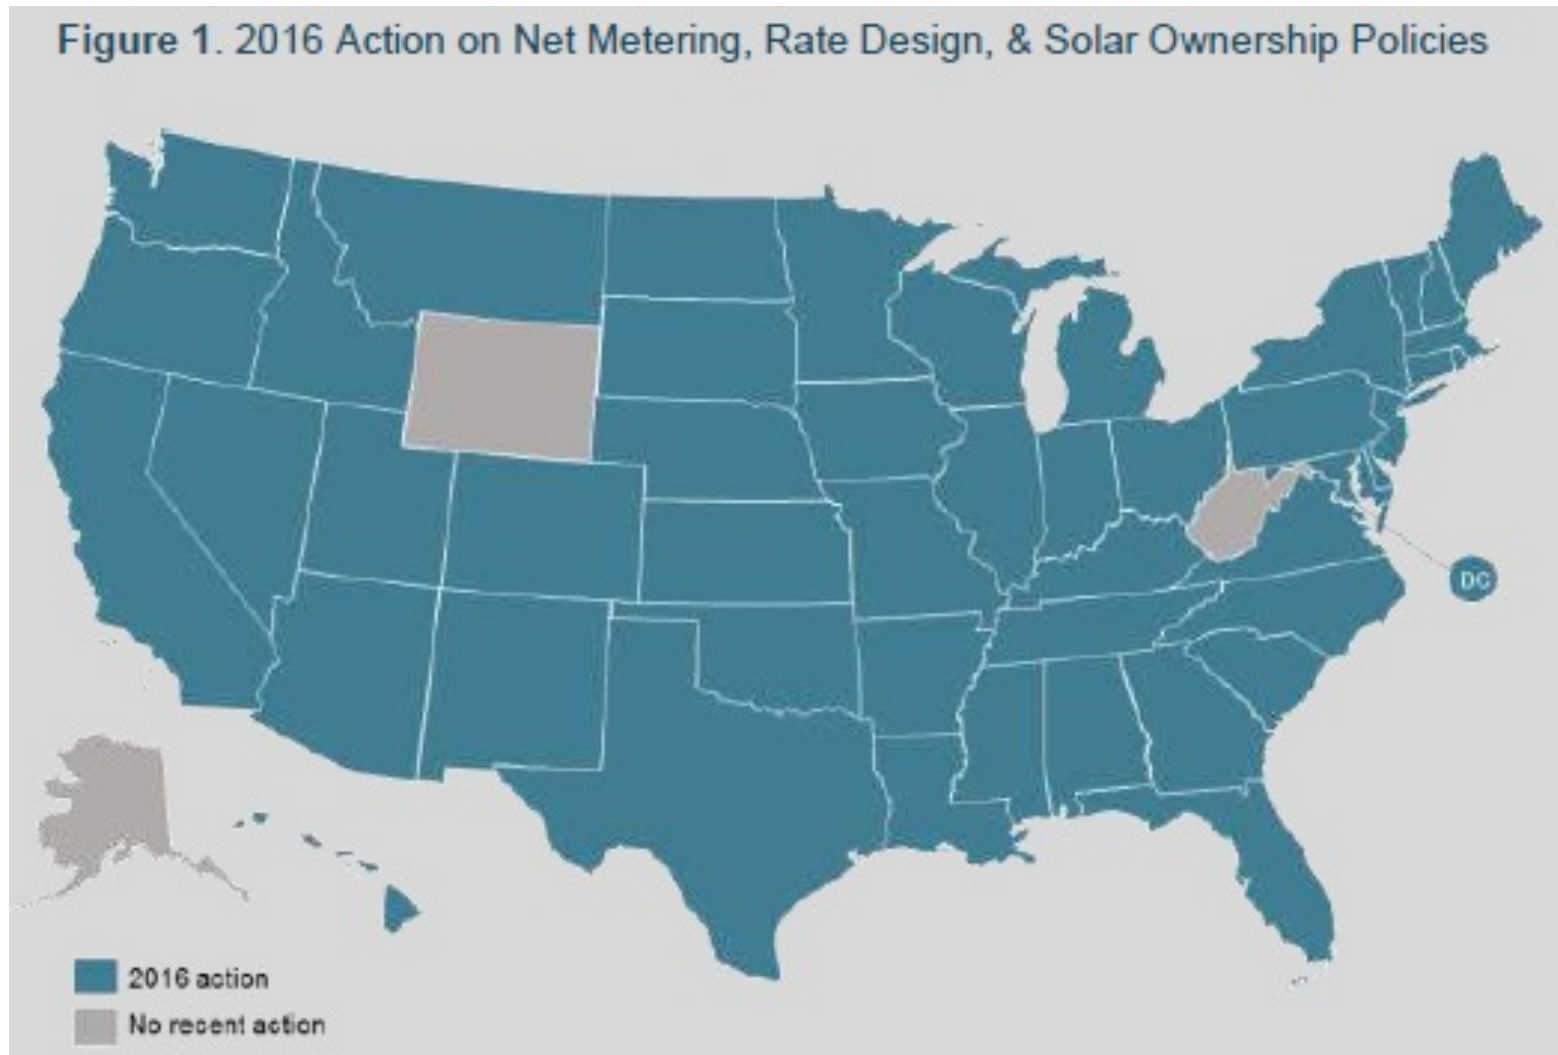 Figure 1. 2016 Action on Net Metering, Rate Design, & Solar Ownership Policies
DC
2016 action
No recent action